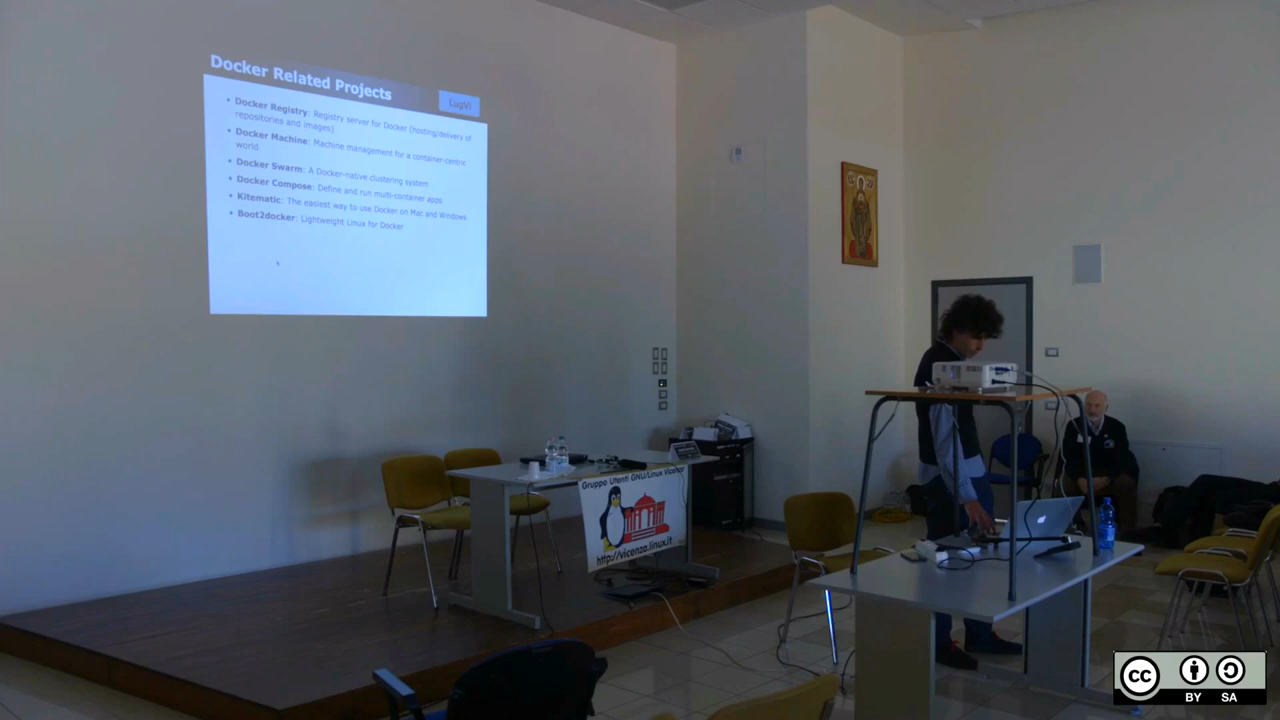 Docker Related Projects
LugVI
• Docker Registry: Registry server for Docker (hosting/delivery of
repositories and images)
• Docker Machine: Machine management for a container-centric
world
• Docker Swarm: A Docker-native clustering system
• Docker Compose: Define and run multi-container apps
• Kitematic: The easiest way to use Docker on Mac and Windows
• Boot2docker: Lightweight Linux for Docker
Gruppo Utenti GNU/Linux Vicenza
http://vicenza.linux.it
cc
BY SA